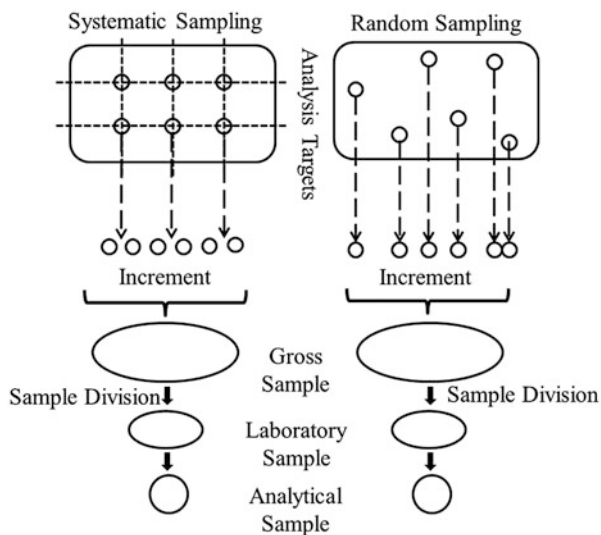 Systematic Sampling
Random Sampling
Analysis Targets
Increment
Increment
Gross
Sample
Sample Division
Sample Division
Laboratory
Sample
Analytical
Sample